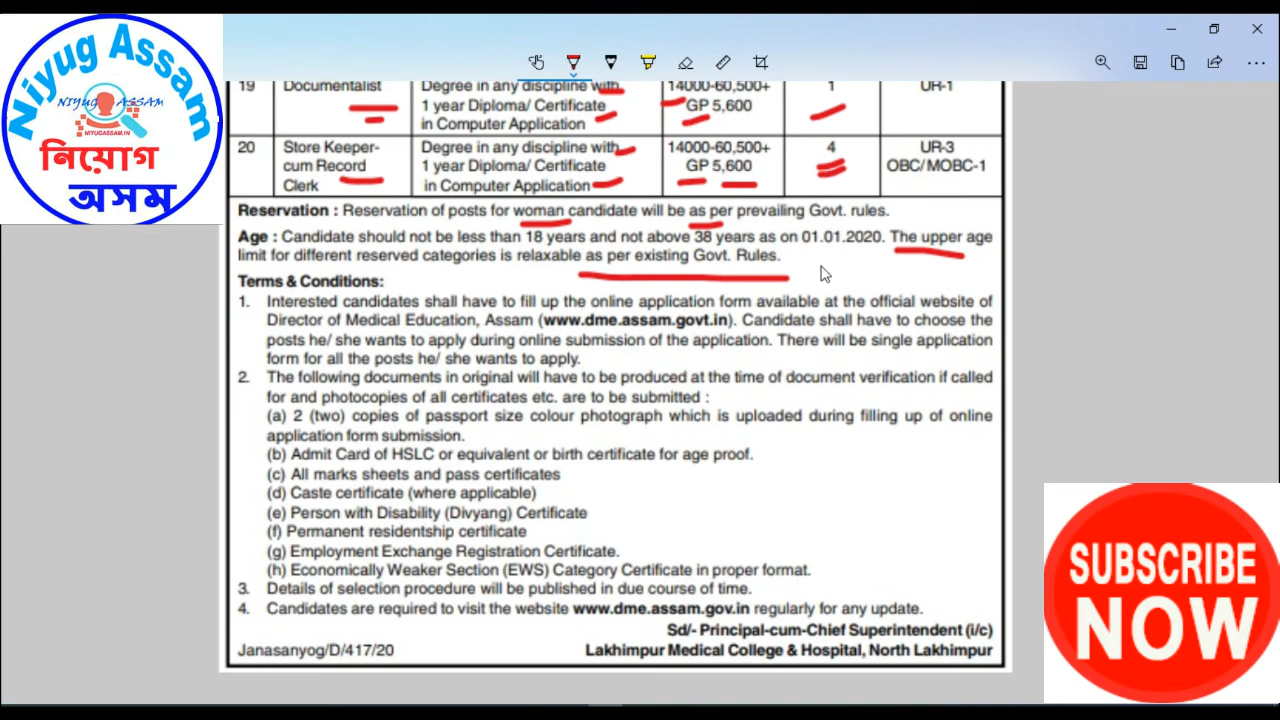 Niyug Assam
NIYUG ASSAM
NIYUGASSAM.IN
নিয়োগ
অসম
19 Documentalist Degree in any discipline with 14000-60,500+ 1 UR-1
1 year Diploma/ Certificate GP 5,600
in Computer Application
20 Store Keeper- Degree in any discipline with 14000-60,500+ 4 UR-3
cum Record 1 year Diploma/ Certificate GP 5,600 OBC/ MOBC-1
Clerk in Computer Application
Reservation : Reservation of posts for woman candidate will be as per prevailing Govt. rules.
Age : Candidate should not be less than 18 years and not above 38 years as on 01.01.2020. The upper age
limit for different reserved categories is relaxable as per existing Govt. Rules.
Terms & Conditions:
1. Interested candidates shall have to fill up the online application form available at the official website of
Director of Medical Education, Assam (www.dme.assam.govt.in). Candidate shall have to choose the
posts he/ she wants to apply during online submission of the application. There will be single application
form for all the posts he/ she wants to apply.
2. The following documents in original will have to be produced at the time of document verification if called
for and photocopies of all certificates etc. are to be submitted :
(a) 2 (two) copies of passport size colour photograph which is uploaded during filling up of online
application form submission.
(b) Admit Card of HSLC or equivalent or birth certificate for age proof.
(c) All marks sheets and pass certificates
(d) Caste certificate (where applicable)
(e) Person with Disability (Divyang) Certificate
(f) Permanent residentship certificate
(g) Employment Exchange Registration Certificate.
(h) Economically Weaker Section (EWS) Category Certificate in proper format.
3. Details of selection procedure will be published in due course of time.
4. Candidates are required to visit the website www.dme.assam.gov.in regularly for any update.
Sd/- Principal-cum-Chief Superintendent (i/c)
Janasanyog/D/417/20 Lakhimpur Medical College & Hospital, North Lakhimpur
SUBSCRIBE
NOW